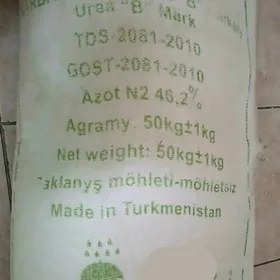 "B"
Urea "B" Mark
TDS-2081-2010
GOST-2081-2010
Azot N2 46,2%
Agramy: 50kg±1kg
Net weight: 50kg±1kg
Saklanyş möhleti-möhletsiz
Made in Turkmenistan